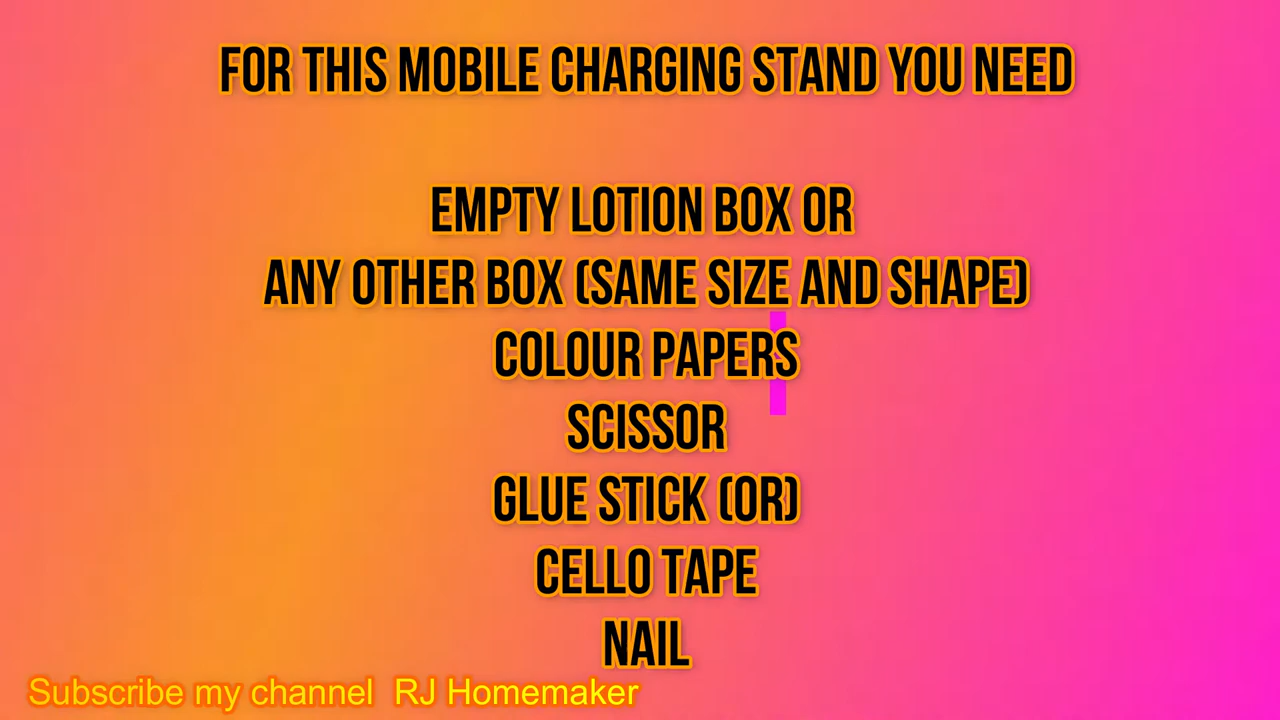 FOR THIS MOBILE CHARGING STAND YOU NEED
EMPTY LOTION BOX OR
ANY OTHER BOX (SAME SIZE AND SHAPE)
COLOUR PAPERS
SCISSOR
GLUE STICK (OR)
CELLO TAPE
NAIL
Subscribe my channel RJ Homemaker